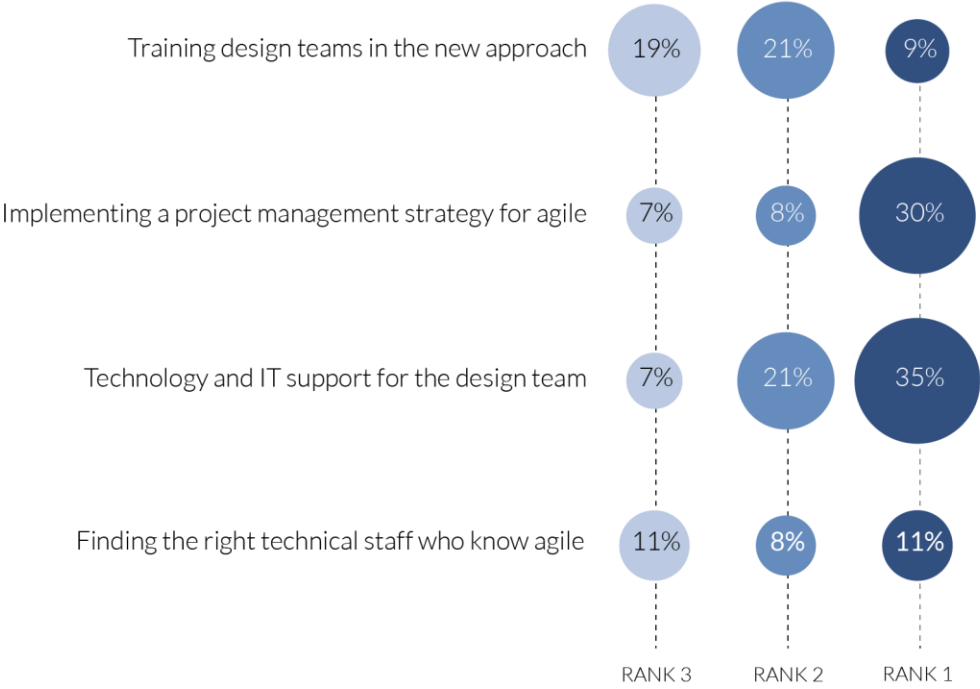 Training design teams in the new approach 19% 21% 9%
Implementing a project management strategy for agile 7% 8% 30%
Technology and IT support for the design team 7% 21% 35%
Finding the right technical staff who know agile 11% 8% 11%
RANK 3 RANK 2 RANK 1